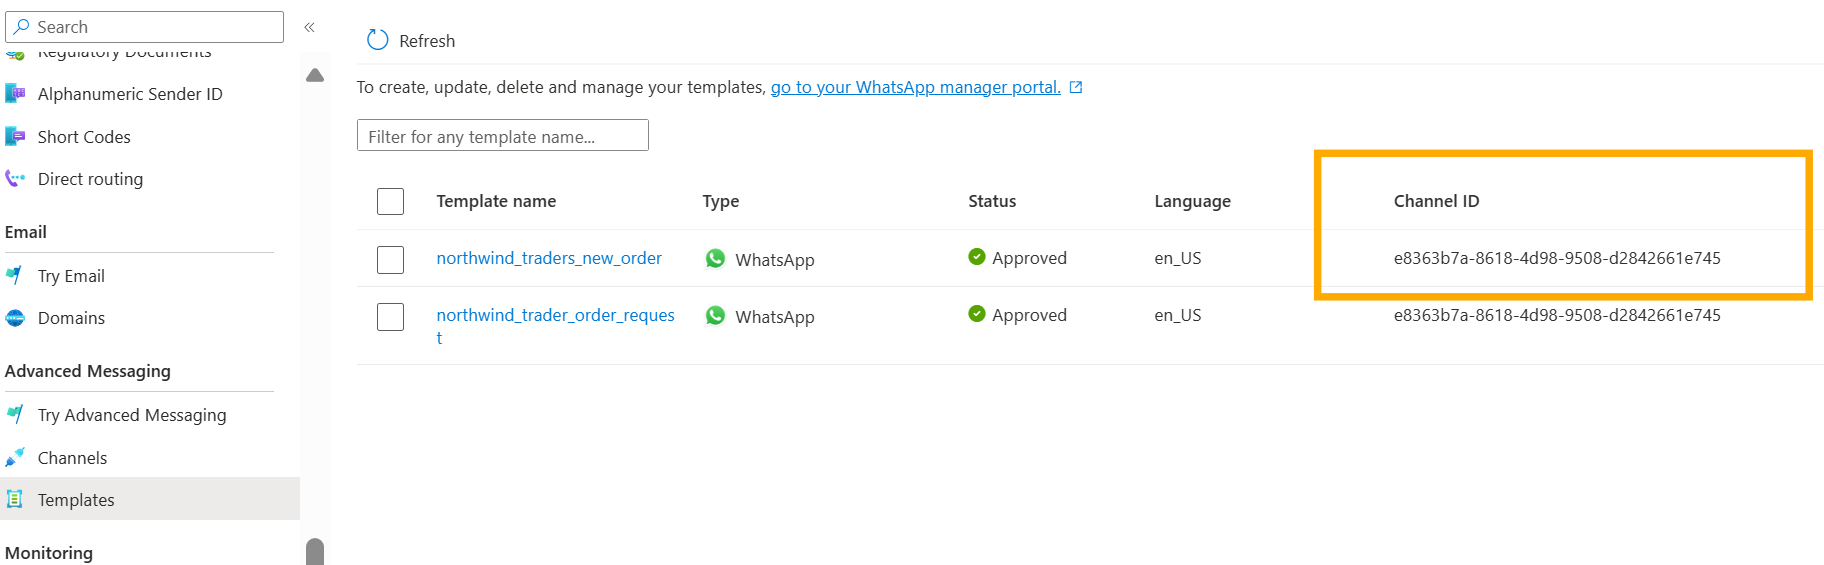 Search
«
Refresh
Regulatory Documents
To create, update, delete and manage your templates, go to your WhatsApp manager portal.
Alphanumeric Sender ID
Short Codes
Filter for any template name...
Direct routing
Template name Type Status Language Channel ID
Email
northwind_traders_new_order WhatsApp Approved en_US e8363b7a-8618-4d98-9508-d2842661e745
Try Email
northwind_trader_order_reques WhatsApp Approved en_US e8363b7a-8618-4d98-9508-d2842661e745
t
Domains
Advanced Messaging
Try Advanced Messaging
Channels
Templates
Monitoring